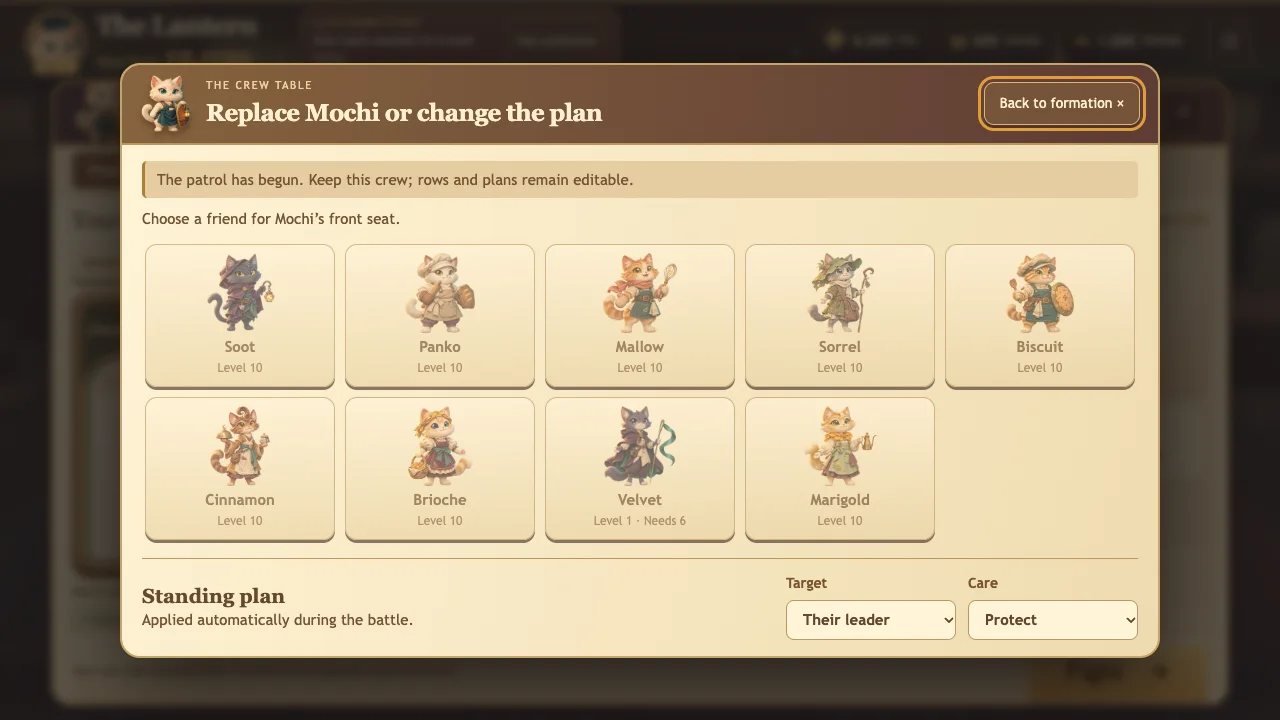 The Lantern
THE CREW TABLE
Replace Mochi or change the plan
Back to formation ×
The patrol has begun. Keep this crew; rows and plans remain editable.
Choose a friend for Mochi’s front seat.
Soot
Level 10
Panko
Level 10
Mallow
Level 10
Sorrel
Level 10
Biscuit
Level 10
Cinnamon
Level 10
Brioche
Level 10
Velvet
Level 1 · Needs 6
Marigold
Level 10
Standing plan
Applied automatically during the battle.
Target
Care
Their leader
Protect